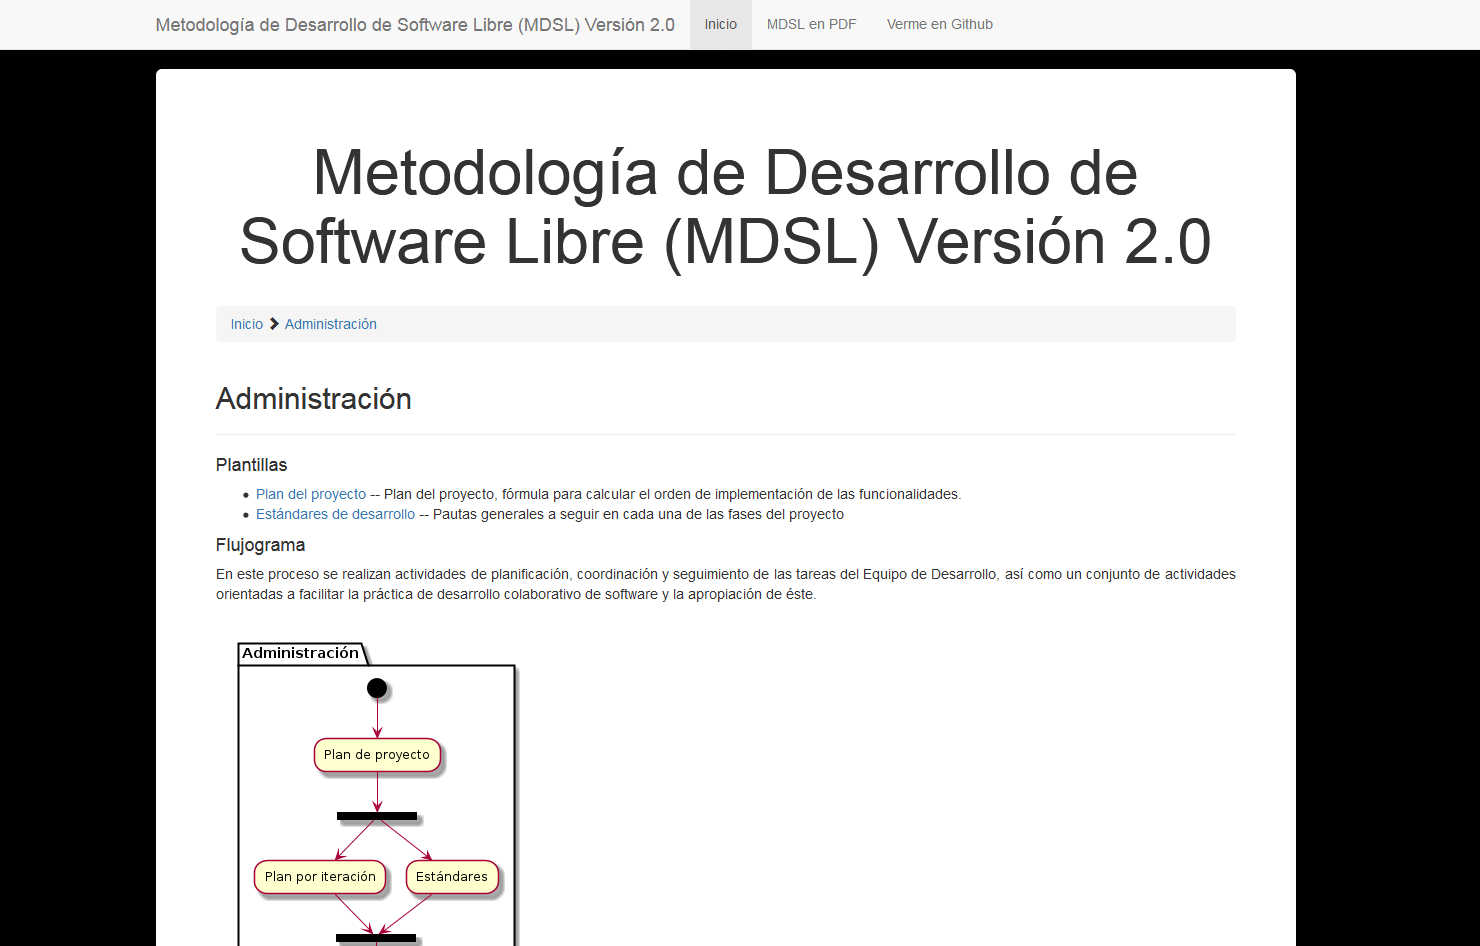 Metodología de Desarrollo de Software Libre (MDSL) Versión 2.0 Inicio MDSL en PDF Verme en Github
Metodología de Desarrollo de
Software Libre (MDSL) Versión 2.0
Inicio Administración
Administración
Plantillas
Plan del proyecto -- Plan del proyecto, fórmula para calcular el orden de implementación de las funcionalidades.
Estándares de desarrollo -- Pautas generales a seguir en cada una de las fases del proyecto
Flujograma
En este proceso se realizan actividades de planificación, coordinación y seguimiento de las tareas del Equipo de Desarrollo, así como un conjunto de actividades
orientadas a facilitar la práctica de desarrollo colaborativo de software y la apropiación de éste.
Administración
Plan de proyecto
Plan por iteración Estándares